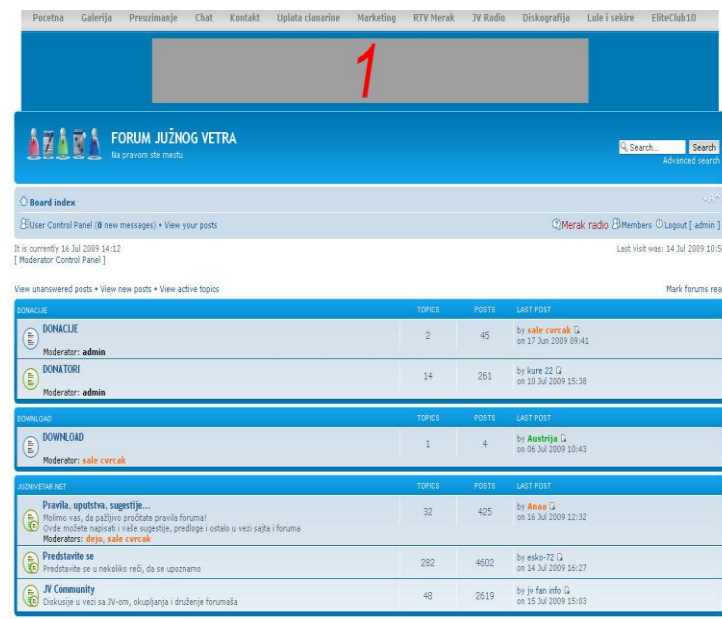 Pocetna Galerija Preuzimanje Chat Kontakt Uplata clanarine Marketing RTV Merak JV Radio Diskografija Lule i sekire EliteClub10
1
FORUM JUŽNOG VETRA
Na pravom ste mestu
Search... Search
Advanced search
Board index
User Control Panel (0 new messages) • View your posts Merak radio Members Logout [ admin ]
It is currently 16 Jul 2009 14:12 Last visit was: 14 Jul 2009 10:5
[ Moderator Control Panel ]
View unanswered posts • View new posts • View active topics Mark forums rea
DONACIJE TOPICS POSTS LAST POST
DONACIJE 2 45 by sale cvrcak
on 17 Jun 2009 09:41
Moderator: admin
DONATORI 14 261 by kure 22
on 10 Jul 2009 15:38
Moderator: admin
DOWNLOAD TOPICS POSTS LAST POST
DOWNLOAD 1 4 by Austrija
on 06 Jul 2009 10:43
Moderator: sale cvrcak
JUZNIVETAR.NET TOPICS POSTS LAST POST
Pravila, uputstva, sugestije... 32 425 by Anaa
Molimo vas, da pažljivo pročitate pravila foruma! on 16 Jul 2009 12:32
Ovde možete napisati i vaše sugestije, predloge i ostalo u vezi sajta i foruma
Moderators: dejo, sale cvrcak
Predstavite se 282 4602 by esko-72
Predstavite se u nekoliko reči, da se upoznamo on 14 Jul 2009 16:27
JV Community 48 2619 by jv fan info
Diskusije u vezi sa JV-om, okupljanja i druženje forumaša on 15 Jul 2009 15:03